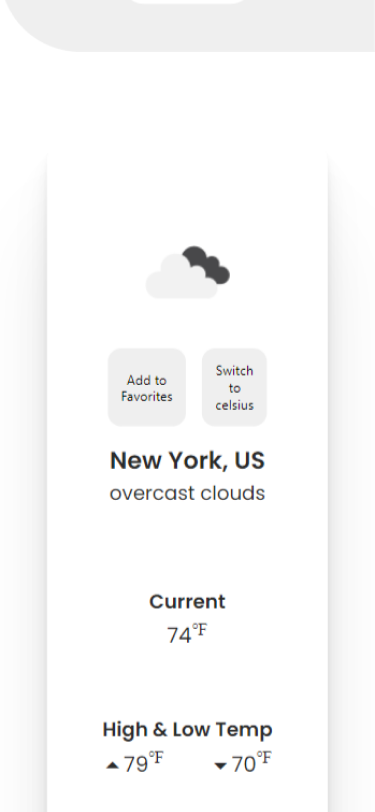 Add to
Favorites
Switch
to
celsius
New York, US
overcast clouds
Current
74°F
High & Low Temp
▲79°F ▼70°F